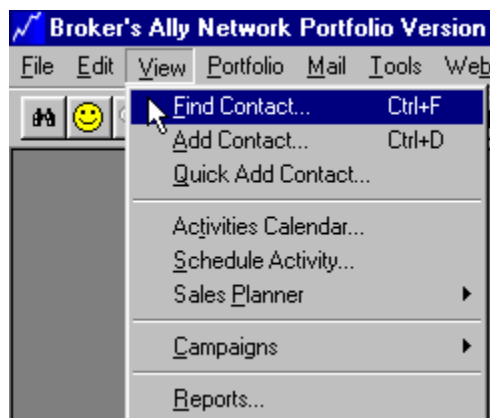 Broker's Ally Network Portfolio Version
File Edit View Portfolio Mail Tools Web
Find Contact... Ctrl+F
Add Contact... Ctrl+D
Quick Add Contact...
Activities Calendar...
Schedule Activity...
Sales Planner
Campaigns
Reports...